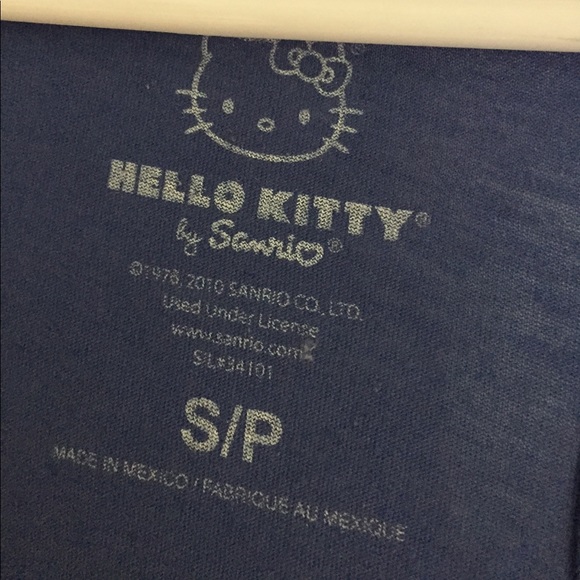 HELLO KITTY®
by Sanrio®
©1976, 2010 SANRIO CO., LTD.
Used Under License
www.sanrio.com
SIL#34101
S/P
MADE IN MEXICO / FABRIQUE AU MEXIQUE